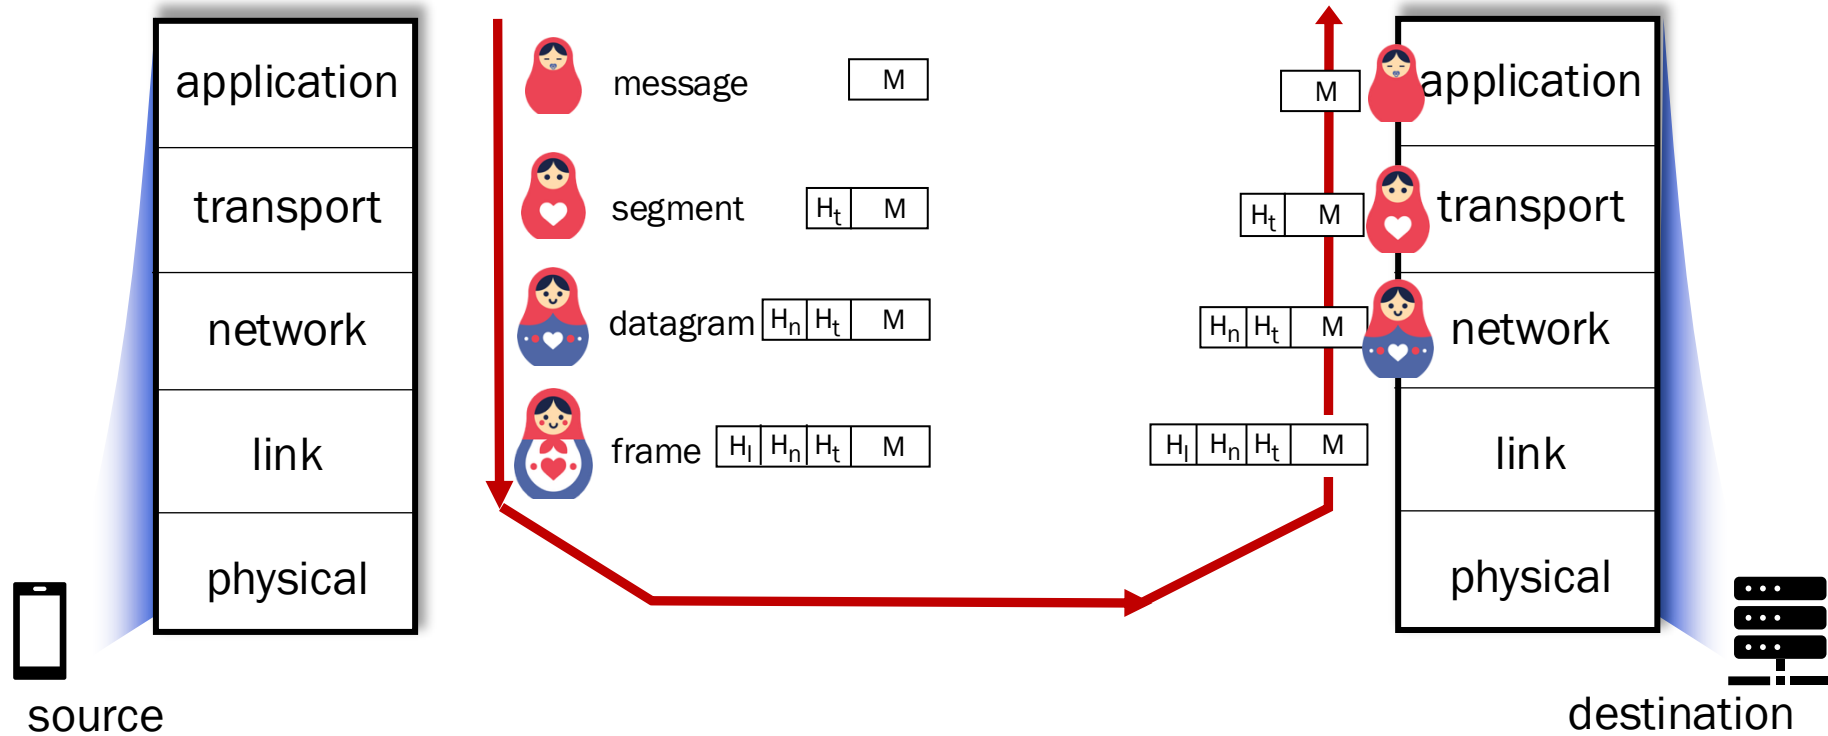 application
message
M
M
application
transport
segment
Ht
M
Ht
M
transport
network
datagram
Hn
Ht
M
Hn
Ht
M
network
link
frame
Hl
Hn
Ht
M
Hl
Hn
Ht
M
link
physical
physical
source
destination